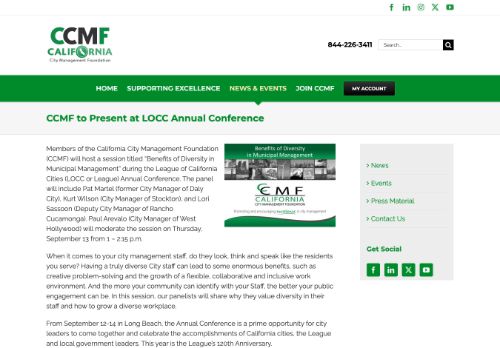 CCMF
CALIFORNIA
City Management Foundation
844-226-3411
Search...
HOME
SUPPORTING EXCELLENCE
NEWS & EVENTS
JOIN CCMF
MY ACCOUNT
CCMF to Present at LOCC Annual Conference
Members of the California City Management Foundation
(CCMF) will host a session titled "Benefits of Diversity in
Municipal Management" during the League of California
Cities (LOCC or League) Annual Conference. The panel
will include Pat Martel (former City Manager of Daly
City), Kurt Wilson (City Manager of Stockton), and Lori
Sassoon (Deputy City Manager of Rancho
Cucamonga). Paul Arevalo (City Manager of West
Hollywood) will moderate the session on Thursday,
September 13 from 1 – 2:15 p.m.
Benefits of Diversity
in Municipal Management
CCMF
CALIFORNIA
CITY MANAGEMENT FOUNDATION
Promoting and encouraging excellence in city management
When it comes to your city management staff, do they look, think and speak like the residents
you serve? Having a truly diverse City staff can lead to some enormous benefits, such as
creative problem-solving and the growth of a flexible, collaborative and inclusive work
environment. And the more your community can identify with your Staff, the better your public
engagement can be. In this session, our panelists will share why they value diversity in their
staff and how to grow a diverse workplace.
From September 12-14 in Long Beach, the Annual Conference is a prime opportunity for city
leaders to come together and celebrate the accomplishments of California cities, the League
and local government leaders. This year is the League's 120th Anniversary.
> News
> Events
> Press Material
> Contact Us
Get Social